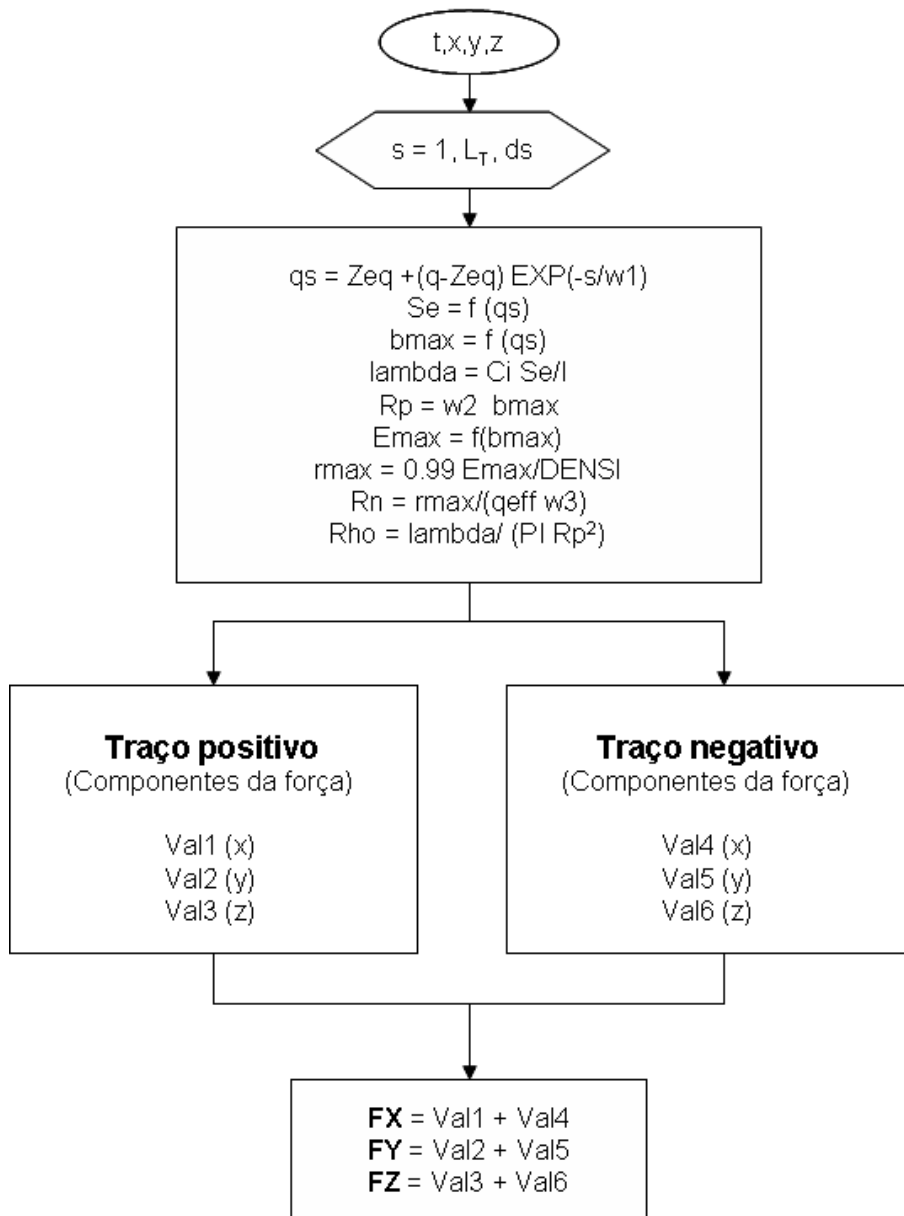 t,x,y,z
s = 1, L_T, ds
qs = Zeq +(q-Zeq) EXP(-s/w1)
Se = f (qs)
bmax = f (qs)
lambda = Ci Se/I
Rp = w2 bmax
Emax = f(bmax)
rmax = 0.99 Emax/DENSI
Rn = rmax/(qeff w3)
Rho = lambda/ (PI Rp²)
Traço positivo
(Componentes da força)
Val1 (x)
Val2 (y)
Val3 (z)
Traço negativo
(Componentes da força)
Val4 (x)
Val5 (y)
Val6 (z)
FX = Val1 + Val4
FY = Val2 + Val5
FZ = Val3 + Val6